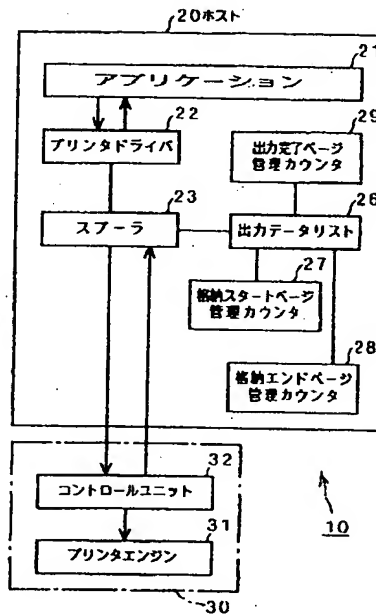 20ホスト
21
アプリケーション
22
プリンタドライバ
29
出力完了ページ
管理カウンタ
23
スプーラ
26
出力データリスト
27
格納スタートページ
管理カウンタ
28
格納エンドページ
管理カウンタ
32
コントロールユニット
31
プリンタエンジン
10
30